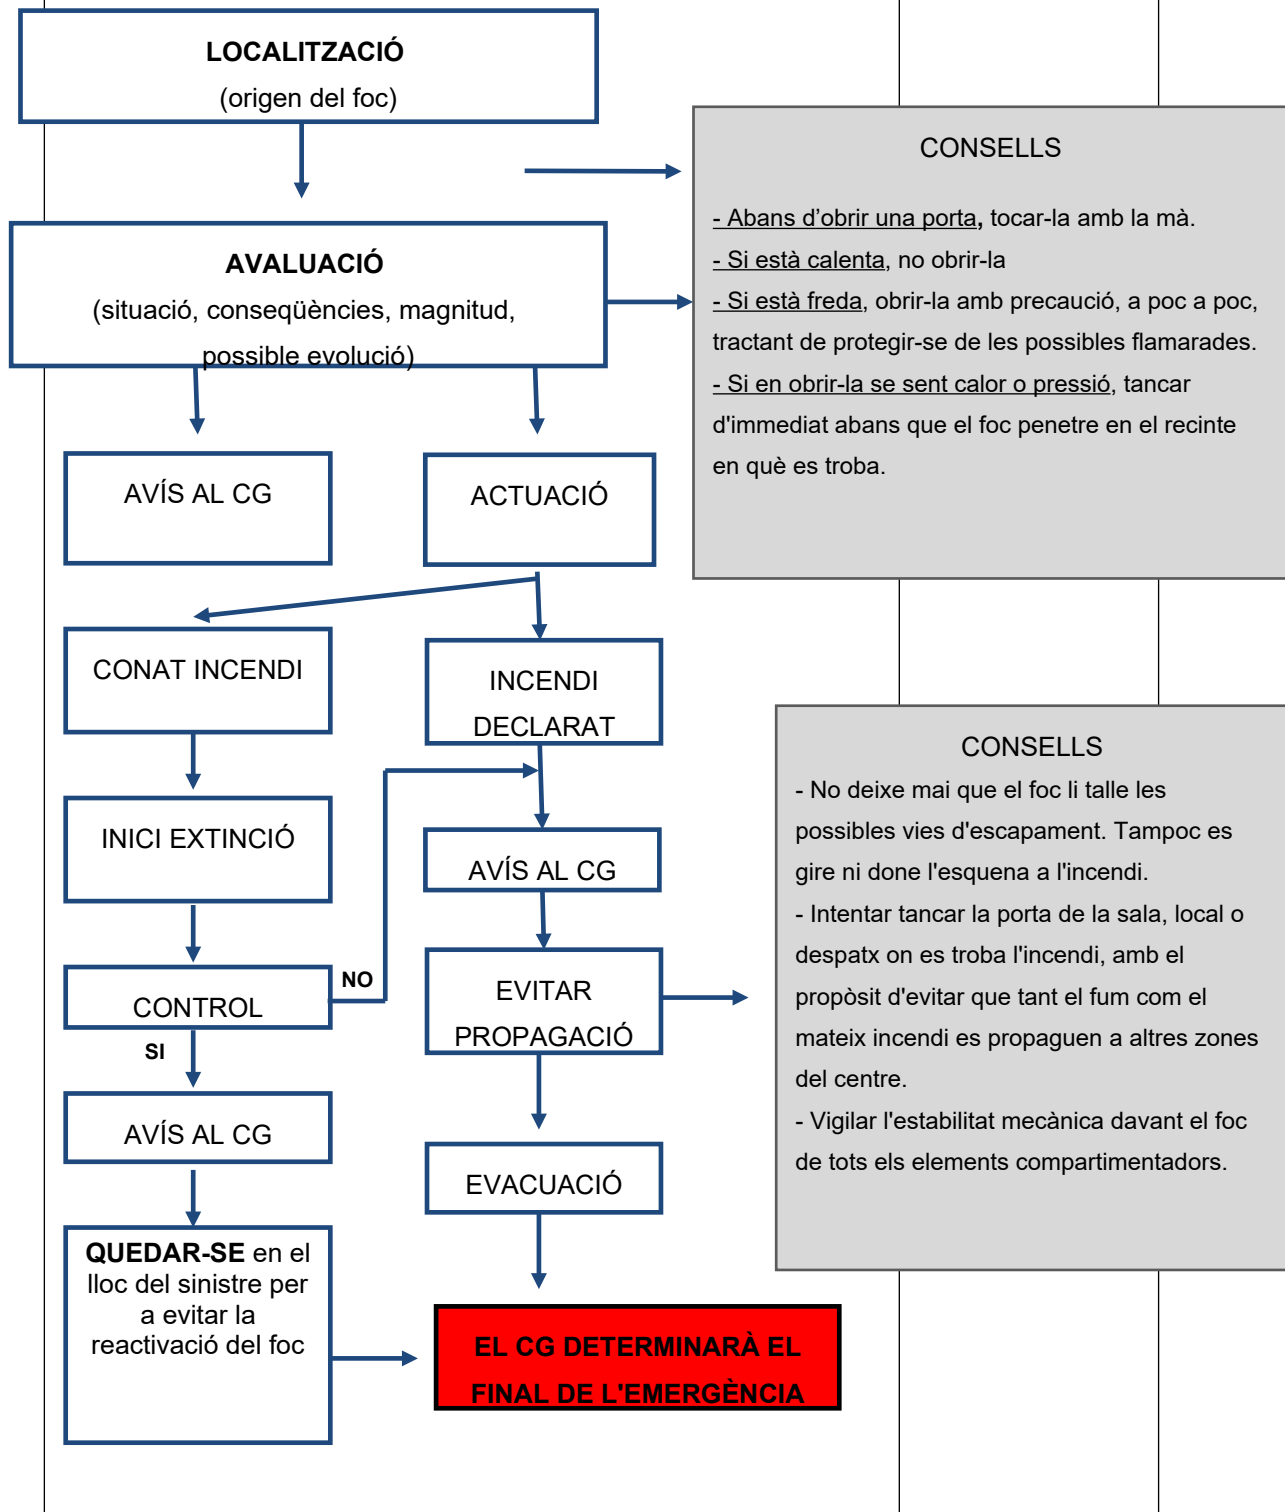 LOCALITZACIÓ
(origen del foc)
CONSELLS
- Abans d’obrir una porta, tocar-la amb la mà.
- Si està calenta, no obrir-la
- Si està freda, obrir-la amb precaució, a poc a poc,
tractant de protegir-se de les possibles flamarades.
- Si en obrir-la se sent calor o pressió, tancar
d'immediat abans que el foc penetre en el recinte
en què es troba.
AVALUACIÓ
(situació, conseqüències, magnitud,
possible evolució)
AVÍS AL CG
ACTUACIÓ
CONAT INCENDI
INCENDI
DECLARAT
INICI EXTINCIÓ
AVÍS AL CG
CONTROL
NO
SI
EVITAR
PROPAGACIÓ
CONSELLS
- No deixe mai que el foc li talle les
possibles vies d'escapament. Tampoc es
gire ni done l'esquena a l'incendi.
- Intentar tancar la porta de la sala, local o
despatx on es troba l'incendi, amb el
propòsit d'evitar que tant el fum com el
mateix incendi es propaguen a altres zones
del centre.
- Vigilar l'estabilitat mecànica davant el foc
de tots els elements compartimentadors.
AVÍS AL CG
EVACUACIÓ
QUEDAR-SE en el
lloc del sinistre per
a evitar la
reactivació del foc
EL CG DETERMINARÀ EL
FINAL DE L'EMERGÈNCIA